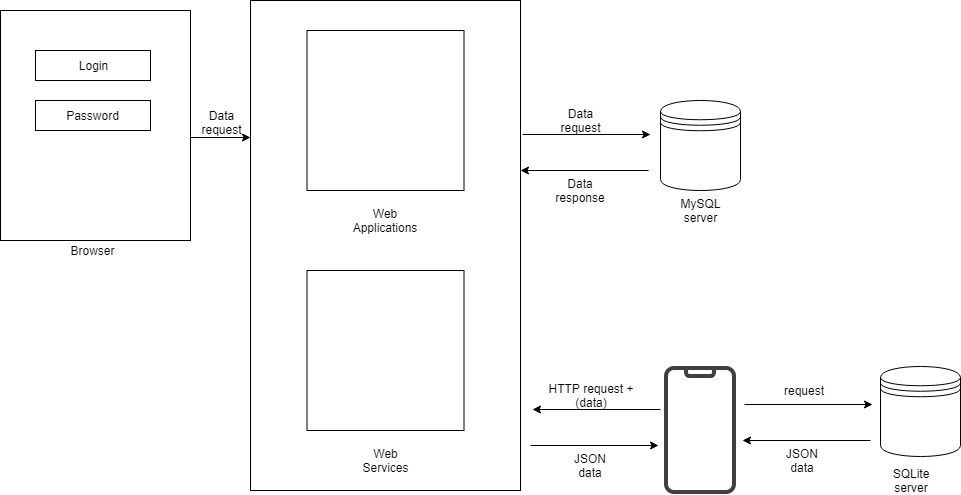 Login
Password
Browser
Data
request
Web
Applications
Web
Services
Data
request
Data
response
MySQL
server
HTTP request +
(data)
JSON
data
request
JSON
data
SQLite
server